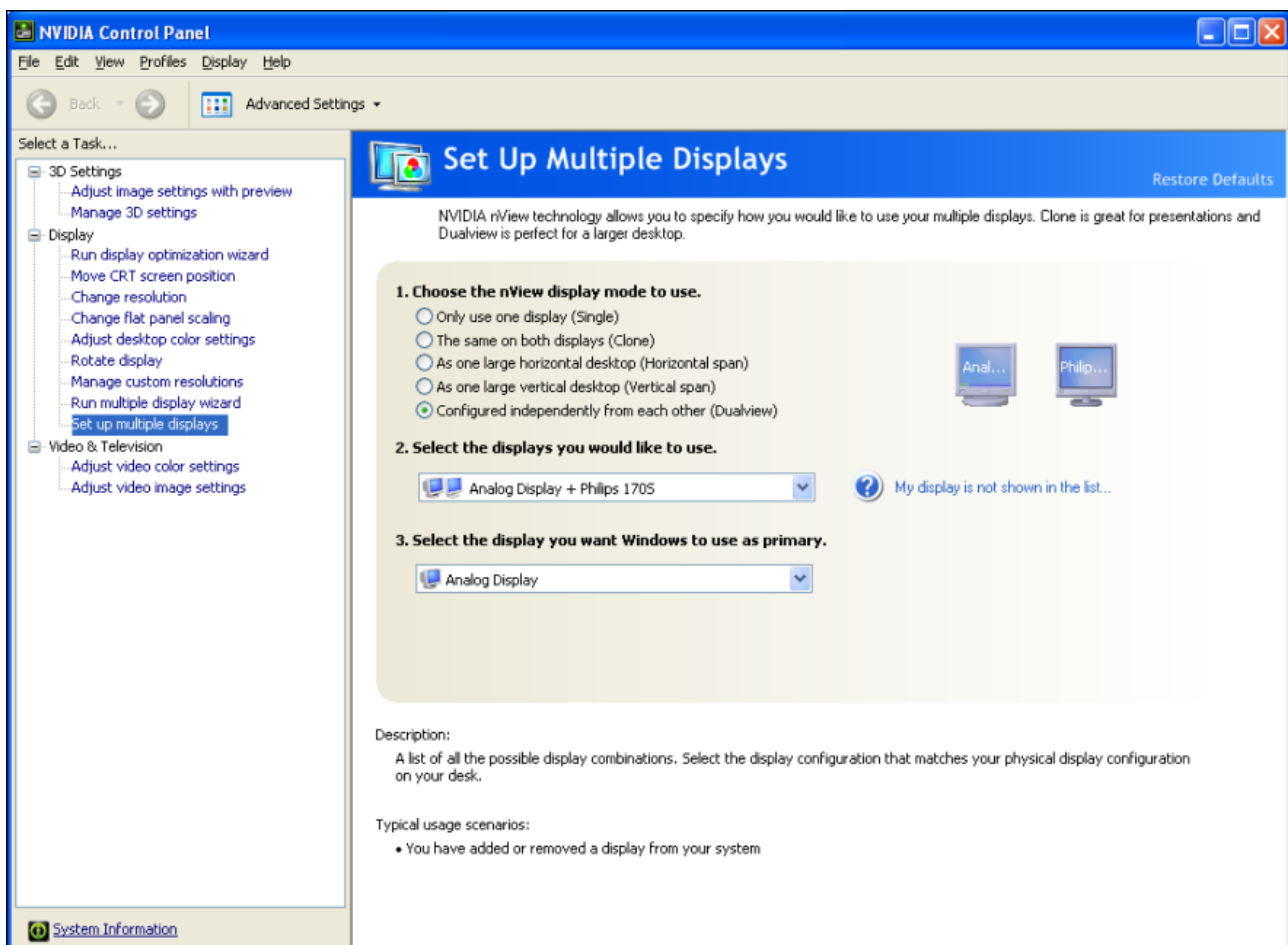 NVIDIA Control Panel
File Edit View Profiles Display Help
Back Advanced Settings
Select a Task...
3D Settings
Adjust image settings with preview
Manage 3D settings
Display
Run display optimization wizard
Move CRT screen position
Change resolution
Change flat panel scaling
Adjust desktop color settings
Rotate display
Manage custom resolutions
Run multiple display wizard
Set up multiple displays
Video & Television
Adjust video color settings
Adjust video image settings
System Information
Set Up Multiple Displays
Restore Defaults
NVIDIA nView technology allows you to specify how you would like to use your multiple displays. Clone is great for presentations and
Dualview is perfect for a larger desktop.
1. Choose the nView display mode to use.
Only use one display (Single)
The same on both displays (Clone)
As one large horizontal desktop (Horizontal span)
As one large vertical desktop (Vertical span)
Configured independently from each other (Dualview)
Anal... Philip...
2. Select the displays you would like to use.
Analog Display + Philips 170S
My display is not shown in the list...
3. Select the display you want Windows to use as primary.
Analog Display
Description:
A list of all the possible display combinations. Select the display configuration that matches your physical display configuration
on your desk.
Typical usage scenarios:
• You have added or removed a display from your system